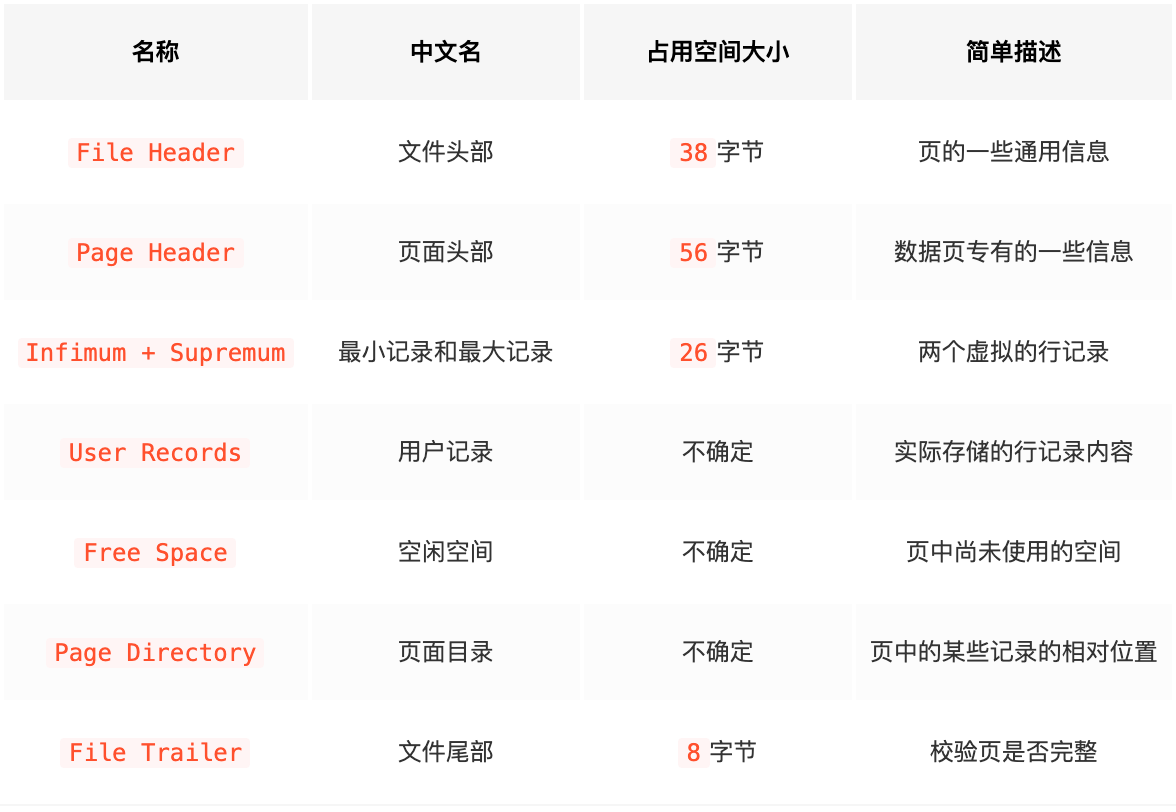 名称 中文名 占用空间大小 简单描述
File Header 文件头部 38 字节 页的一些通用信息
Page Header 页面头部 56 字节 数据页专有的一些信息
Infimum + Supremum 最小记录和最大记录 26 字节 两个虚拟的行记录
User Records 用户记录 不确定 实际存储的行记录内容
Free Space 空闲空间 不确定 页中尚未使用的空间
Page Directory 页面目录 不确定 页中的某些记录的相对位置
File Trailer 文件尾部 8 字节 校验页是否完整